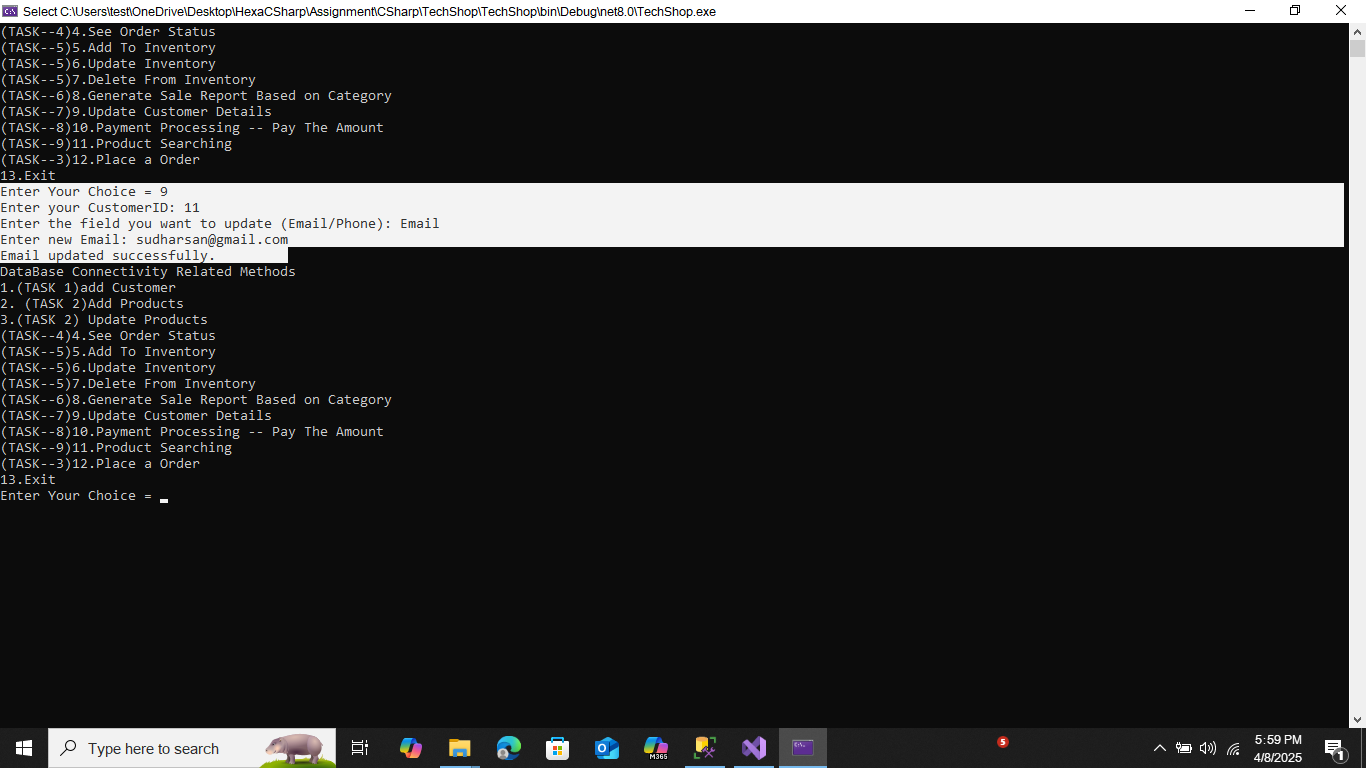 Select C:\Users\test\OneDrive\Desktop\HexaCSharp\Assignment\CSharp\TechShop\TechShop\bin\Debug\net8.0\TechShop.exe
(TASK--4)4.See Order Status
(TASK--5)5.Add To Inventory
(TASK--5)6.Update Inventory
(TASK--5)7.Delete From Inventory
(TASK--6)8.Generate Sale Report Based on Category
(TASK--7)9.Update Customer Details
(TASK--8)10.Payment Processing -- Pay The Amount
(TASK--9)11.Product Searching
(TASK--3)12.Place a Order
13.Exit
Enter Your Choice = 9
Enter your CustomerID: 11
Enter the field you want to update (Email/Phone): Email
Enter new Email: sudharsan@gmail.com
Email updated successfully.
DataBase Connectivity Related Methods
1.(TASK 1)add Customer
2. (TASK 2)Add Products
3.(TASK 2) Update Products
(TASK--4)4.See Order Status
(TASK--5)5.Add To Inventory
(TASK--5)6.Update Inventory
(TASK--5)7.Delete From Inventory
(TASK--6)8.Generate Sale Report Based on Category
(TASK--7)9.Update Customer Details
(TASK--8)10.Payment Processing -- Pay The Amount
(TASK--9)11.Product Searching
(TASK--3)12.Place a Order
13.Exit
Enter Your Choice =
Type here to search
M365
5
5:59 PM
4/8/2025
1